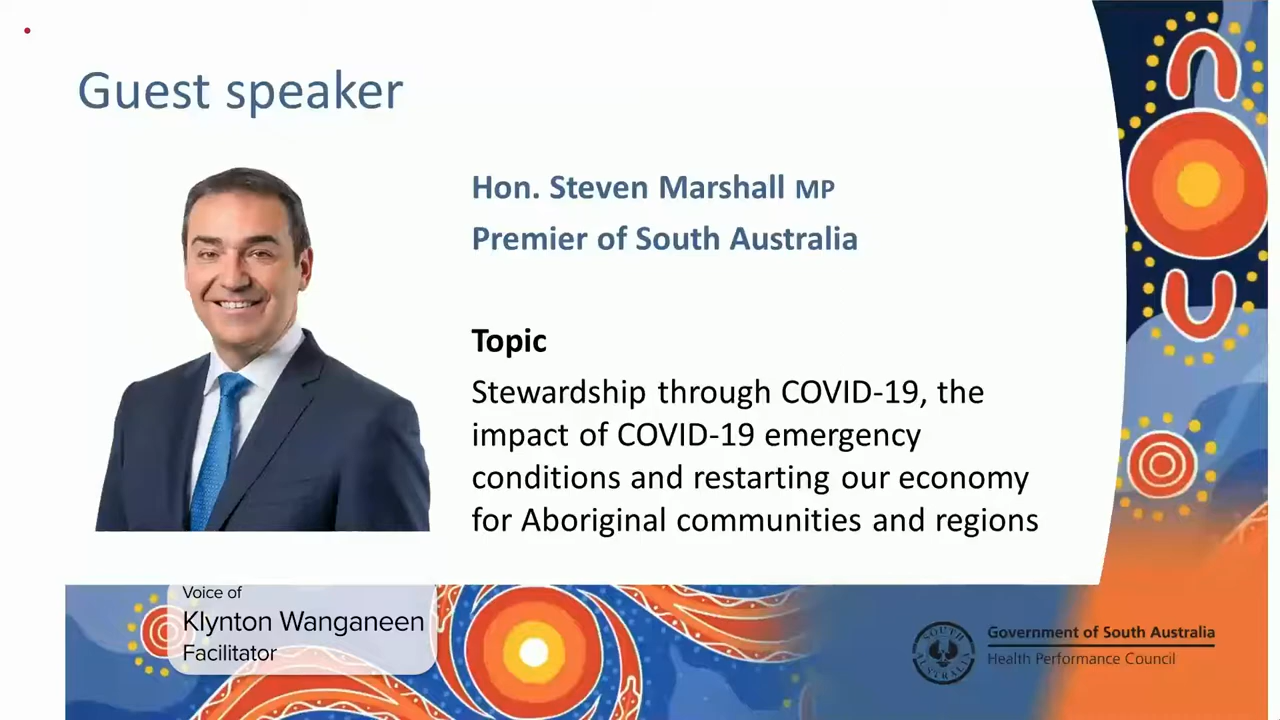 Guest speaker
Hon. Steven Marshall MP
Premier of South Australia
Topic
Stewardship through COVID-19, the
impact of COVID-19 emergency
conditions and restarting our economy
for Aboriginal communities and regions
Voice of
Klynton Wanganeen
Facilitator
SOUTH AUSTRALIA
Government of South Australia
Health Performance Council